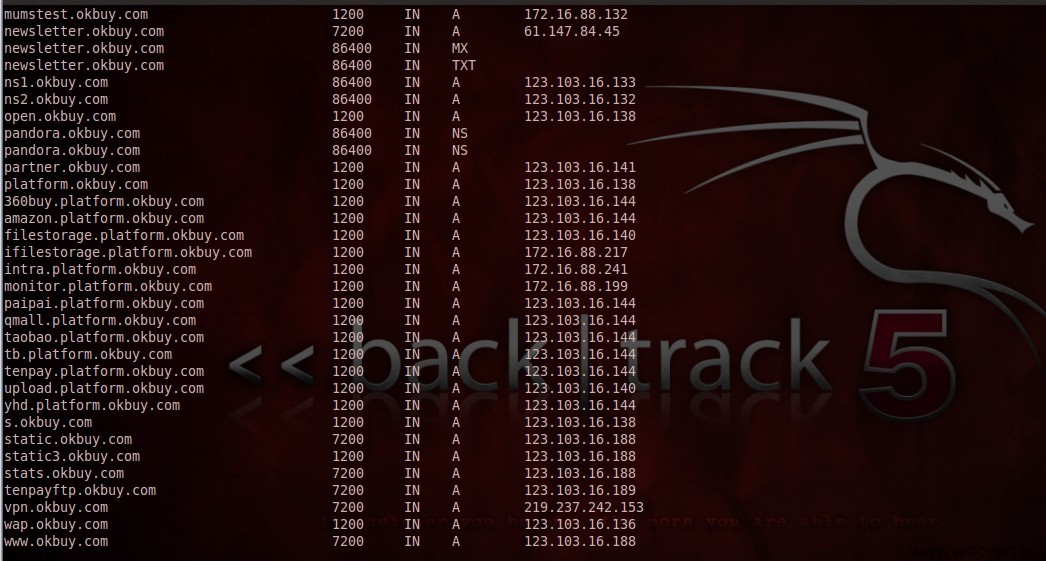 mumstest.okbuy.com 1200 IN A 172.16.88.132
newsletter.okbuy.com 7200 IN A 61.147.84.45
newsletter.okbuy.com 86400 IN MX
newsletter.okbuy.com 86400 IN TXT
ns1.okbuy.com 86400 IN A 123.103.16.133
ns2.okbuy.com 86400 IN A 123.103.16.132
open.okbuy.com 1200 IN A 123.103.16.138
pandora.okbuy.com 86400 IN NS
pandora.okbuy.com 86400 IN NS
partner.okbuy.com 1200 IN A 123.103.16.141
platform.okbuy.com 1200 IN A 123.103.16.138
360buy.platform.okbuy.com 1200 IN A 123.103.16.144
amazon.platform.okbuy.com 1200 IN A 123.103.16.144
filestorage.platform.okbuy.com 1200 IN A 123.103.16.140
ifilestorage.platform.okbuy.com 1200 IN A 172.16.88.217
intra.platform.okbuy.com 1200 IN A 172.16.88.241
monitor.platform.okbuy.com 1200 IN A 172.16.88.199
paipai.platform.okbuy.com 1200 IN A 123.103.16.144
qmall.platform.okbuy.com 1200 IN A 123.103.16.144
taobao.platform.okbuy.com 1200 IN A 123.103.16.144
tb.platform.okbuy.com 1200 IN A 123.103.16.144
tenpay.platform.okbuy.com 1200 IN A 123.103.16.144
upload.platform.okbuy.com 1200 IN A 123.103.16.140
yhd.platform.okbuy.com 1200 IN A 123.103.16.144
s.okbuy.com 1200 IN A 123.103.16.138
static.okbuy.com 7200 IN A 123.103.16.188
static3.okbuy.com 1200 IN A 123.103.16.188
stats.okbuy.com 7200 IN A 123.103.16.188
tenpayftp.okbuy.com 7200 IN A 123.103.16.189
vpn.okbuy.com 7200 IN A 219.237.242.153
wap.okbuy.com 1200 IN A 123.103.16.136
www.okbuy.com 7200 IN A 123.103.16.188
<< back | track 5
more you are able to hear